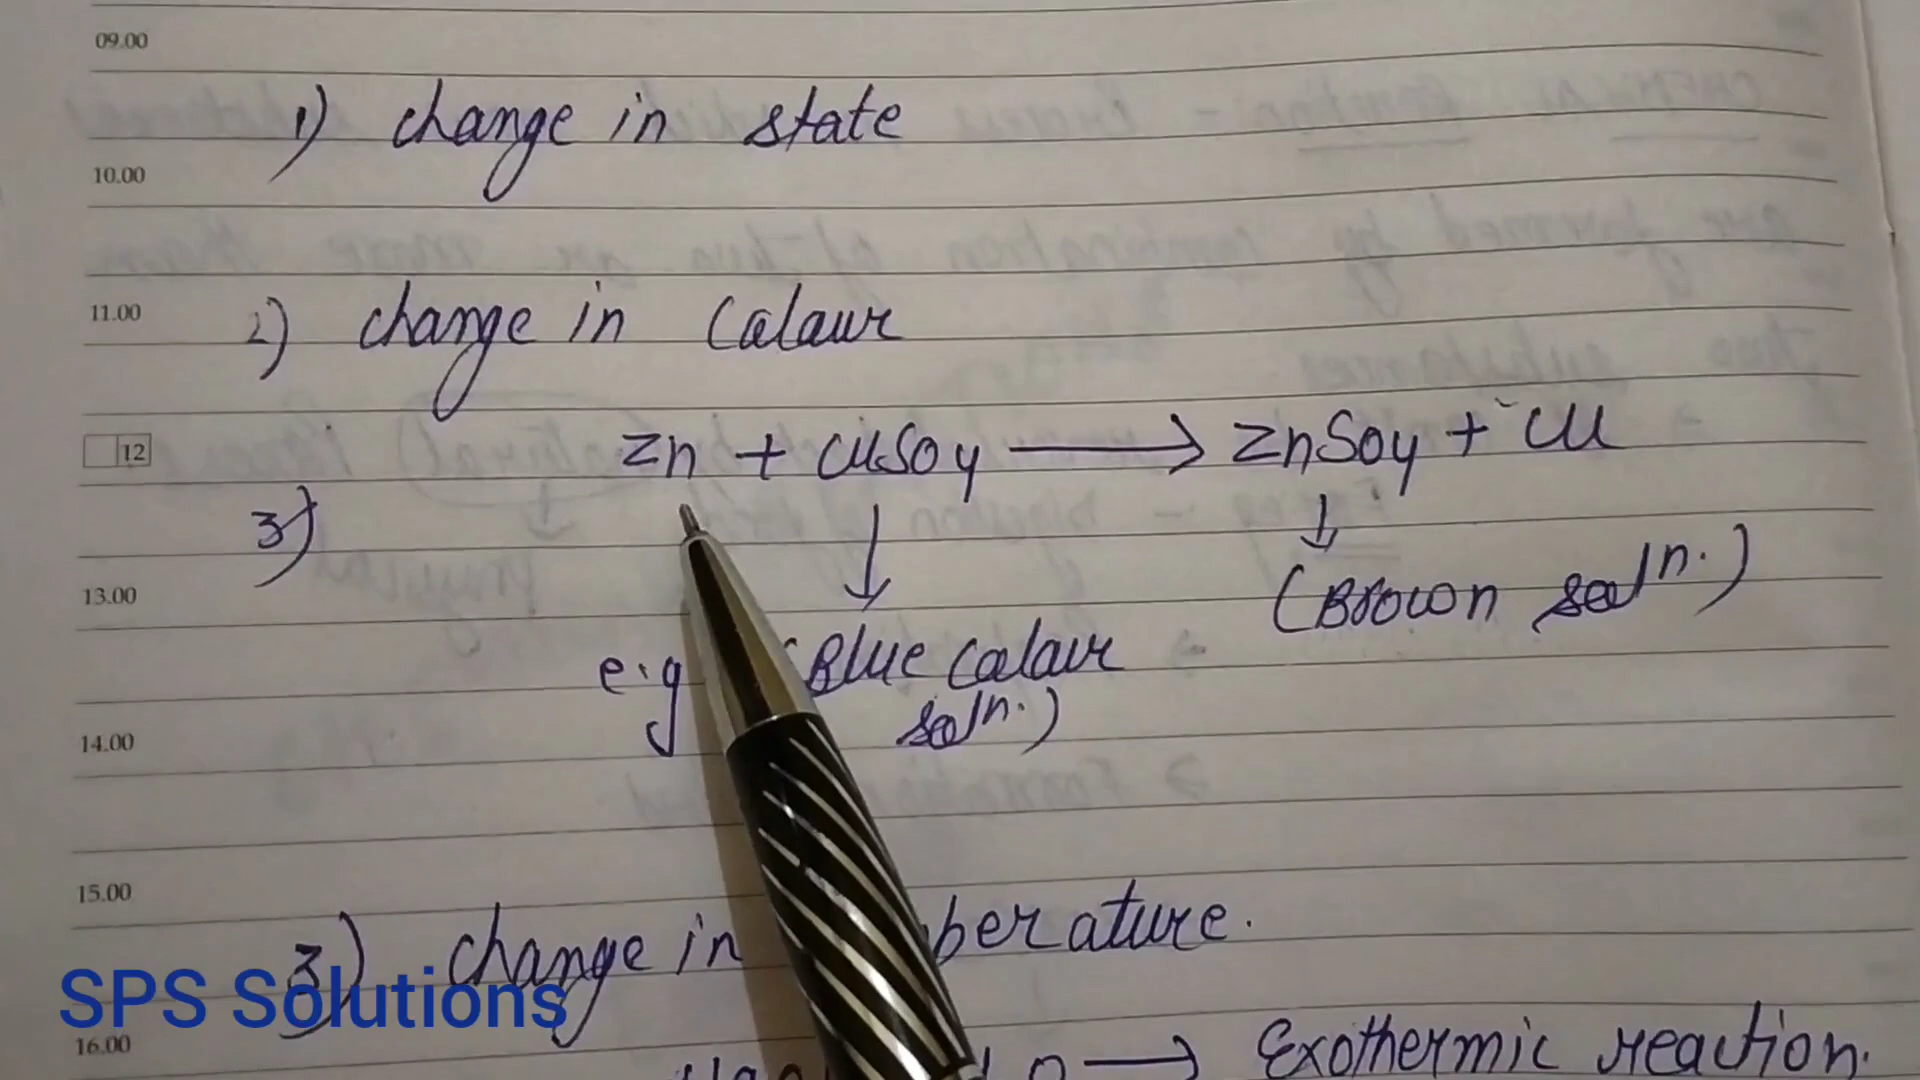 09.00
1) change in state
10.00
11.00
2) change in Calaur
12
Zn + CuSo4 → ZnSo4 + Cu
3)
13.00
(Brown soln.)
e.g (Blue Calaur
soln.)
14.00
15.00
3) change in berature.
SPS Solutions
16.00
→ Exothermic reaction.